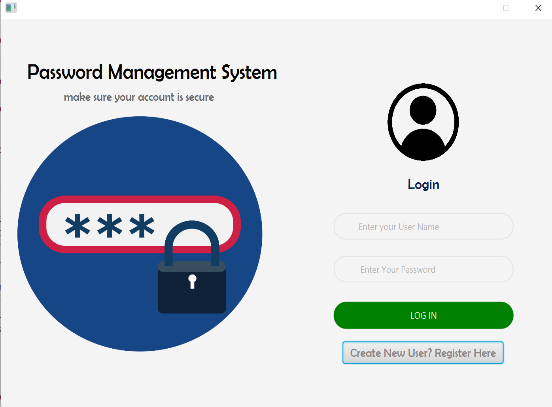 Password Management System
make sure your account is secure
***
Login
Enter your User Name
Enter Your Password
LOG IN
Create New User? Register Here